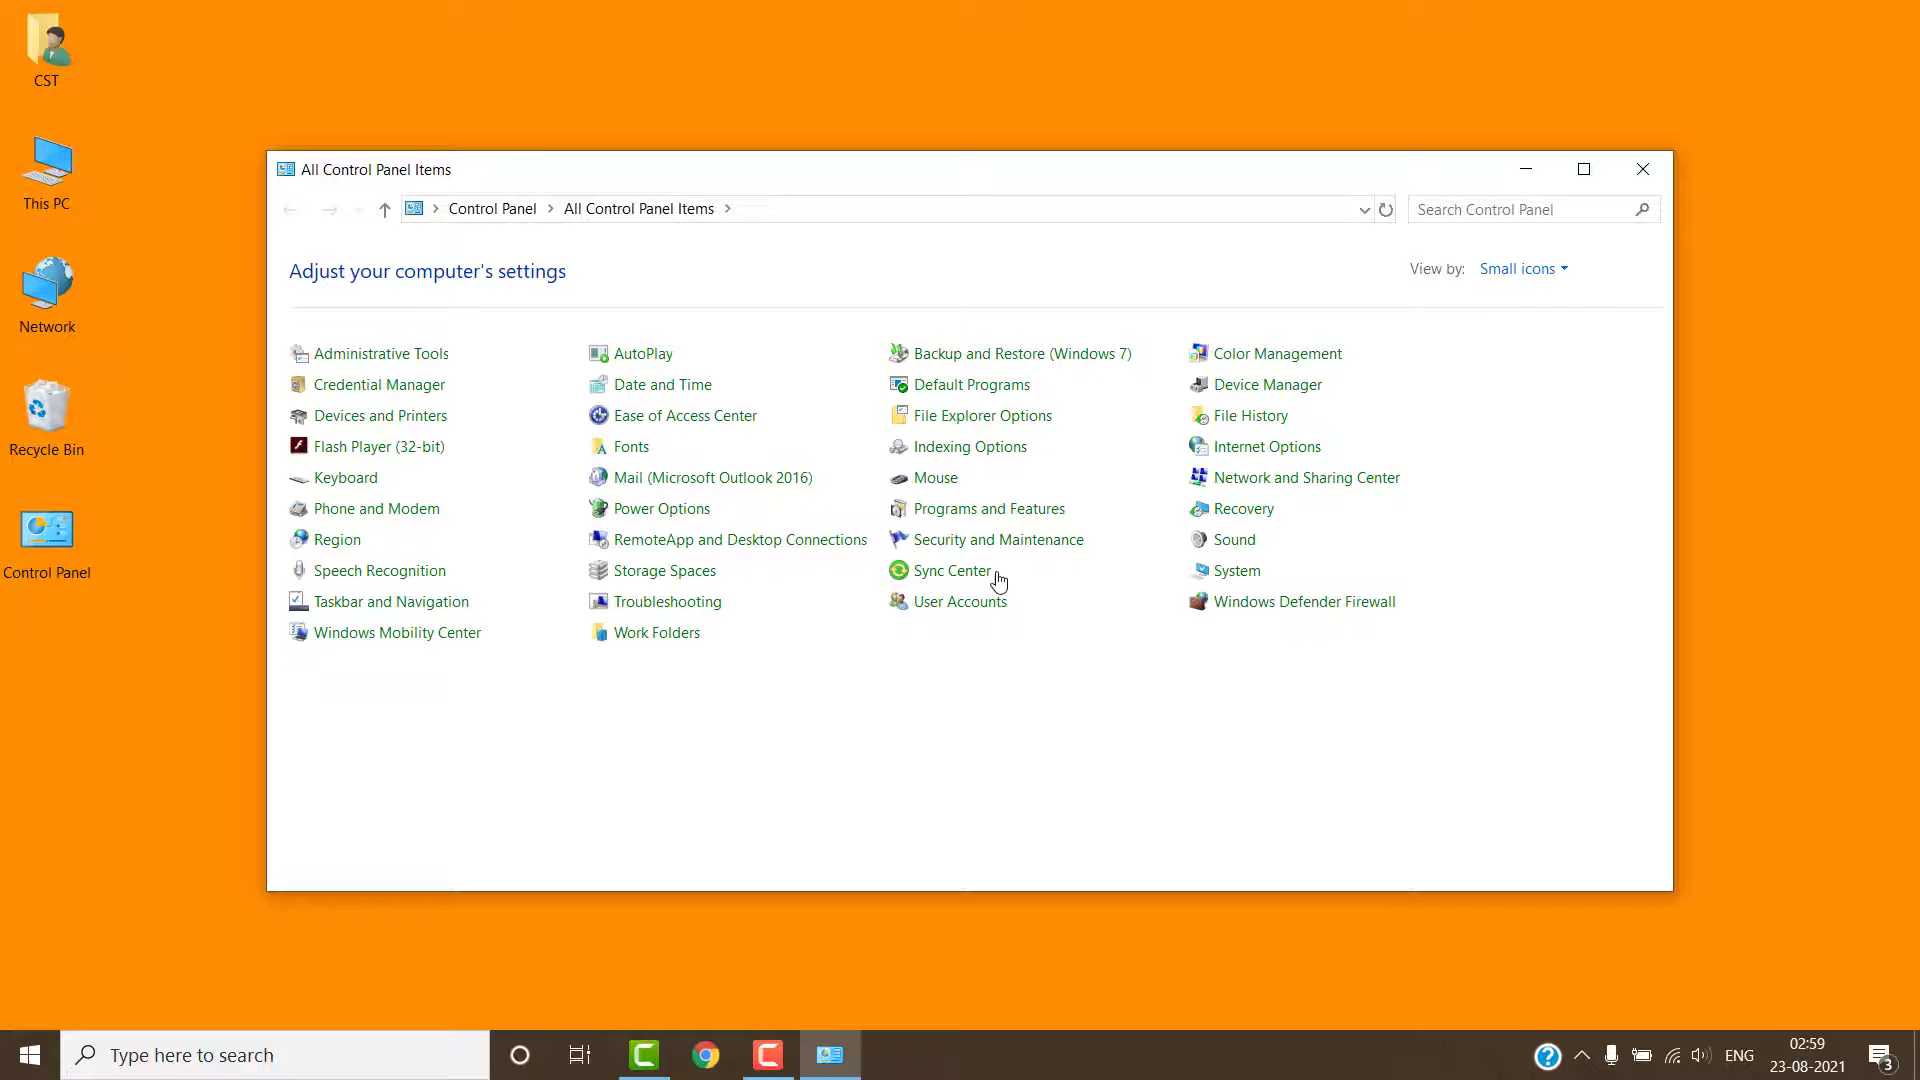 CST
This PC
Network
Recycle Bin
Control Panel
All Control Panel Items
Control Panel
All Control Panel Items
Search Control Panel
Adjust your computer's settings
View by: Small icons
Administrative Tools
AutoPlay
Backup and Restore (Windows 7)
Color Management
Credential Manager
Date and Time
Default Programs
Device Manager
Devices and Printers
Ease of Access Center
File Explorer Options
File History
Flash Player (32-bit)
Fonts
Indexing Options
Internet Options
Keyboard
Mail (Microsoft Outlook 2016)
Mouse
Network and Sharing Center
Phone and Modem
Power Options
Programs and Features
Recovery
Region
RemoteApp and Desktop Connections
Security and Maintenance
Sound
Speech Recognition
Storage Spaces
Sync Center
System
Taskbar and Navigation
Troubleshooting
User Accounts
Windows Defender Firewall
Windows Mobility Center
Work Folders
Type here to search
ENG
02:59
23-08-2021
3